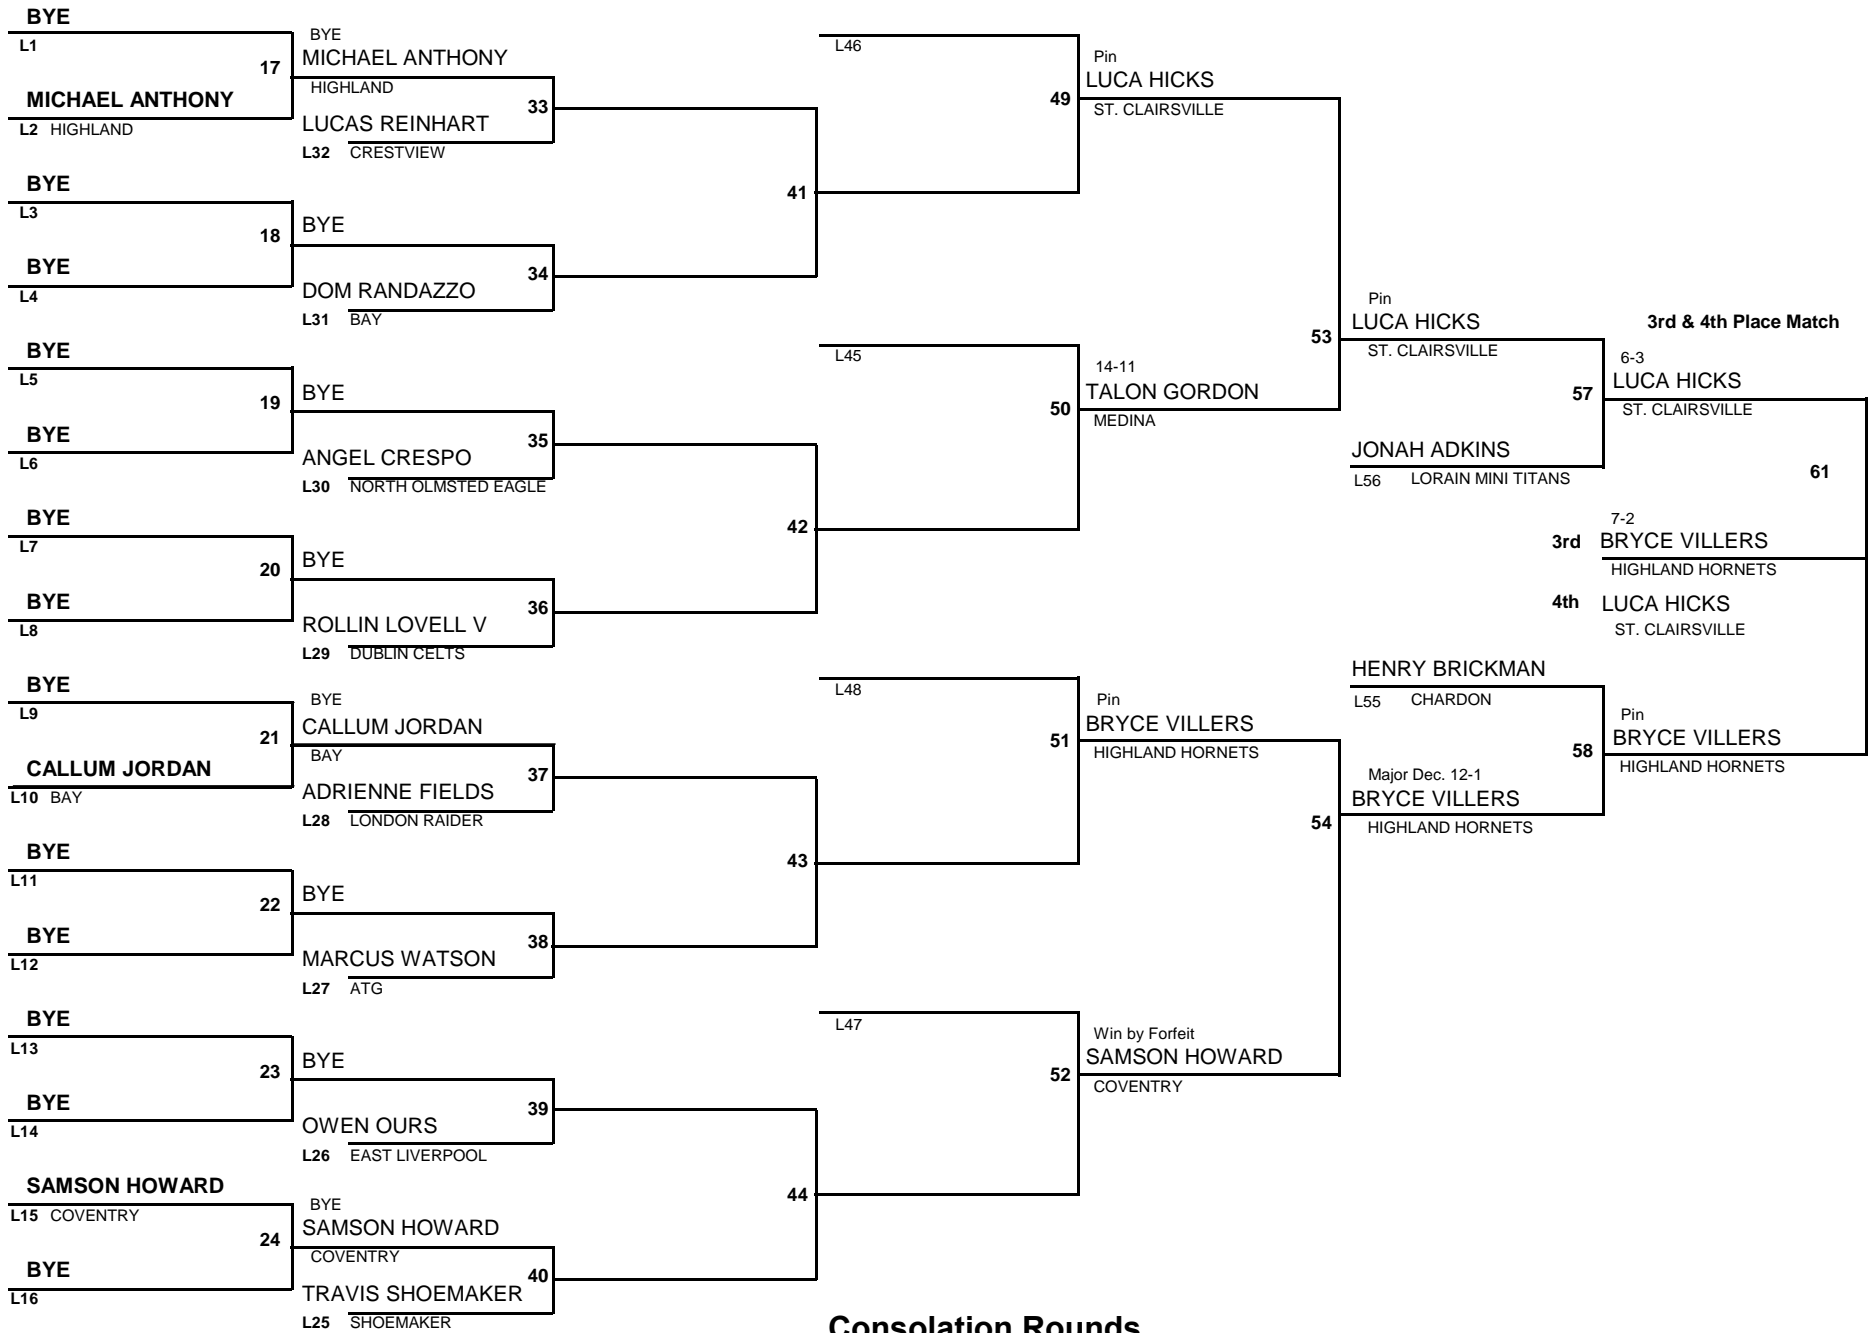 BYE
L1
17
MICHAEL ANTHONY
L2 HIGHLAND
BYE
L3
18
BYE
L4
BYE
L5
19
BYE
L6
BYE
L7
20
BYE
L8
BYE
L9
21
CALLUM JORDAN
L10 BAY
BYE
L11
22
BYE
L12
BYE
L13
23
BYE
L14
SAMSON HOWARD
L15 COVENTRY
24
BYE
L16
BYE
MICHAEL ANTHONY
HIGHLAND
33
LUCAS REINHART
L32 CRESTVIEW
BYE
34
DOM RANDAZZO
L31 BAY
BYE
35
ANGEL CRESPO
L30 NORTH OLMSTED EAGLE
BYE
36
ROLLIN LOVELL V
L29 DUBLIN CELTS
BYE
CALLUM JORDAN
BAY
37
ADRIENNE FIELDS
L28 LONDON RAIDER
BYE
38
MARCUS WATSON
L27 ATG
BYE
39
OWEN OURS
L26 EAST LIVERPOOL
BYE
SAMSON HOWARD
COVENTRY
40
TRAVIS SHOEMAKER
L25 SHOEMAKER
41
42
43
44
L46
49
L45
50
L48
51
L47
52
Pin
LUCA HICKS
ST. CLAIRSVILLE
53
14-11
TALON GORDON
MEDINA
Pin
BRYCE VILLERS
HIGHLAND HORNETS
54
Win by Forfeit
SAMSON HOWARD
COVENTRY
Pin
LUCA HICKS
ST. CLAIRSVILLE
57
JONAH ADKINS
L56 LORAIN MINI TITANS
HENRY BRICKMAN
L55 CHARDON
58
Major Dec. 12-1
BRYCE VILLERS
HIGHLAND HORNETS
3rd & 4th Place Match
6-3
LUCA HICKS
ST. CLAIRSVILLE
61
7-2
3rd BRYCE VILLERS
HIGHLAND HORNETS
4th LUCA HICKS
ST. CLAIRSVILLE
Pin
BRYCE VILLERS
HIGHLAND HORNETS
Consolation Rounds